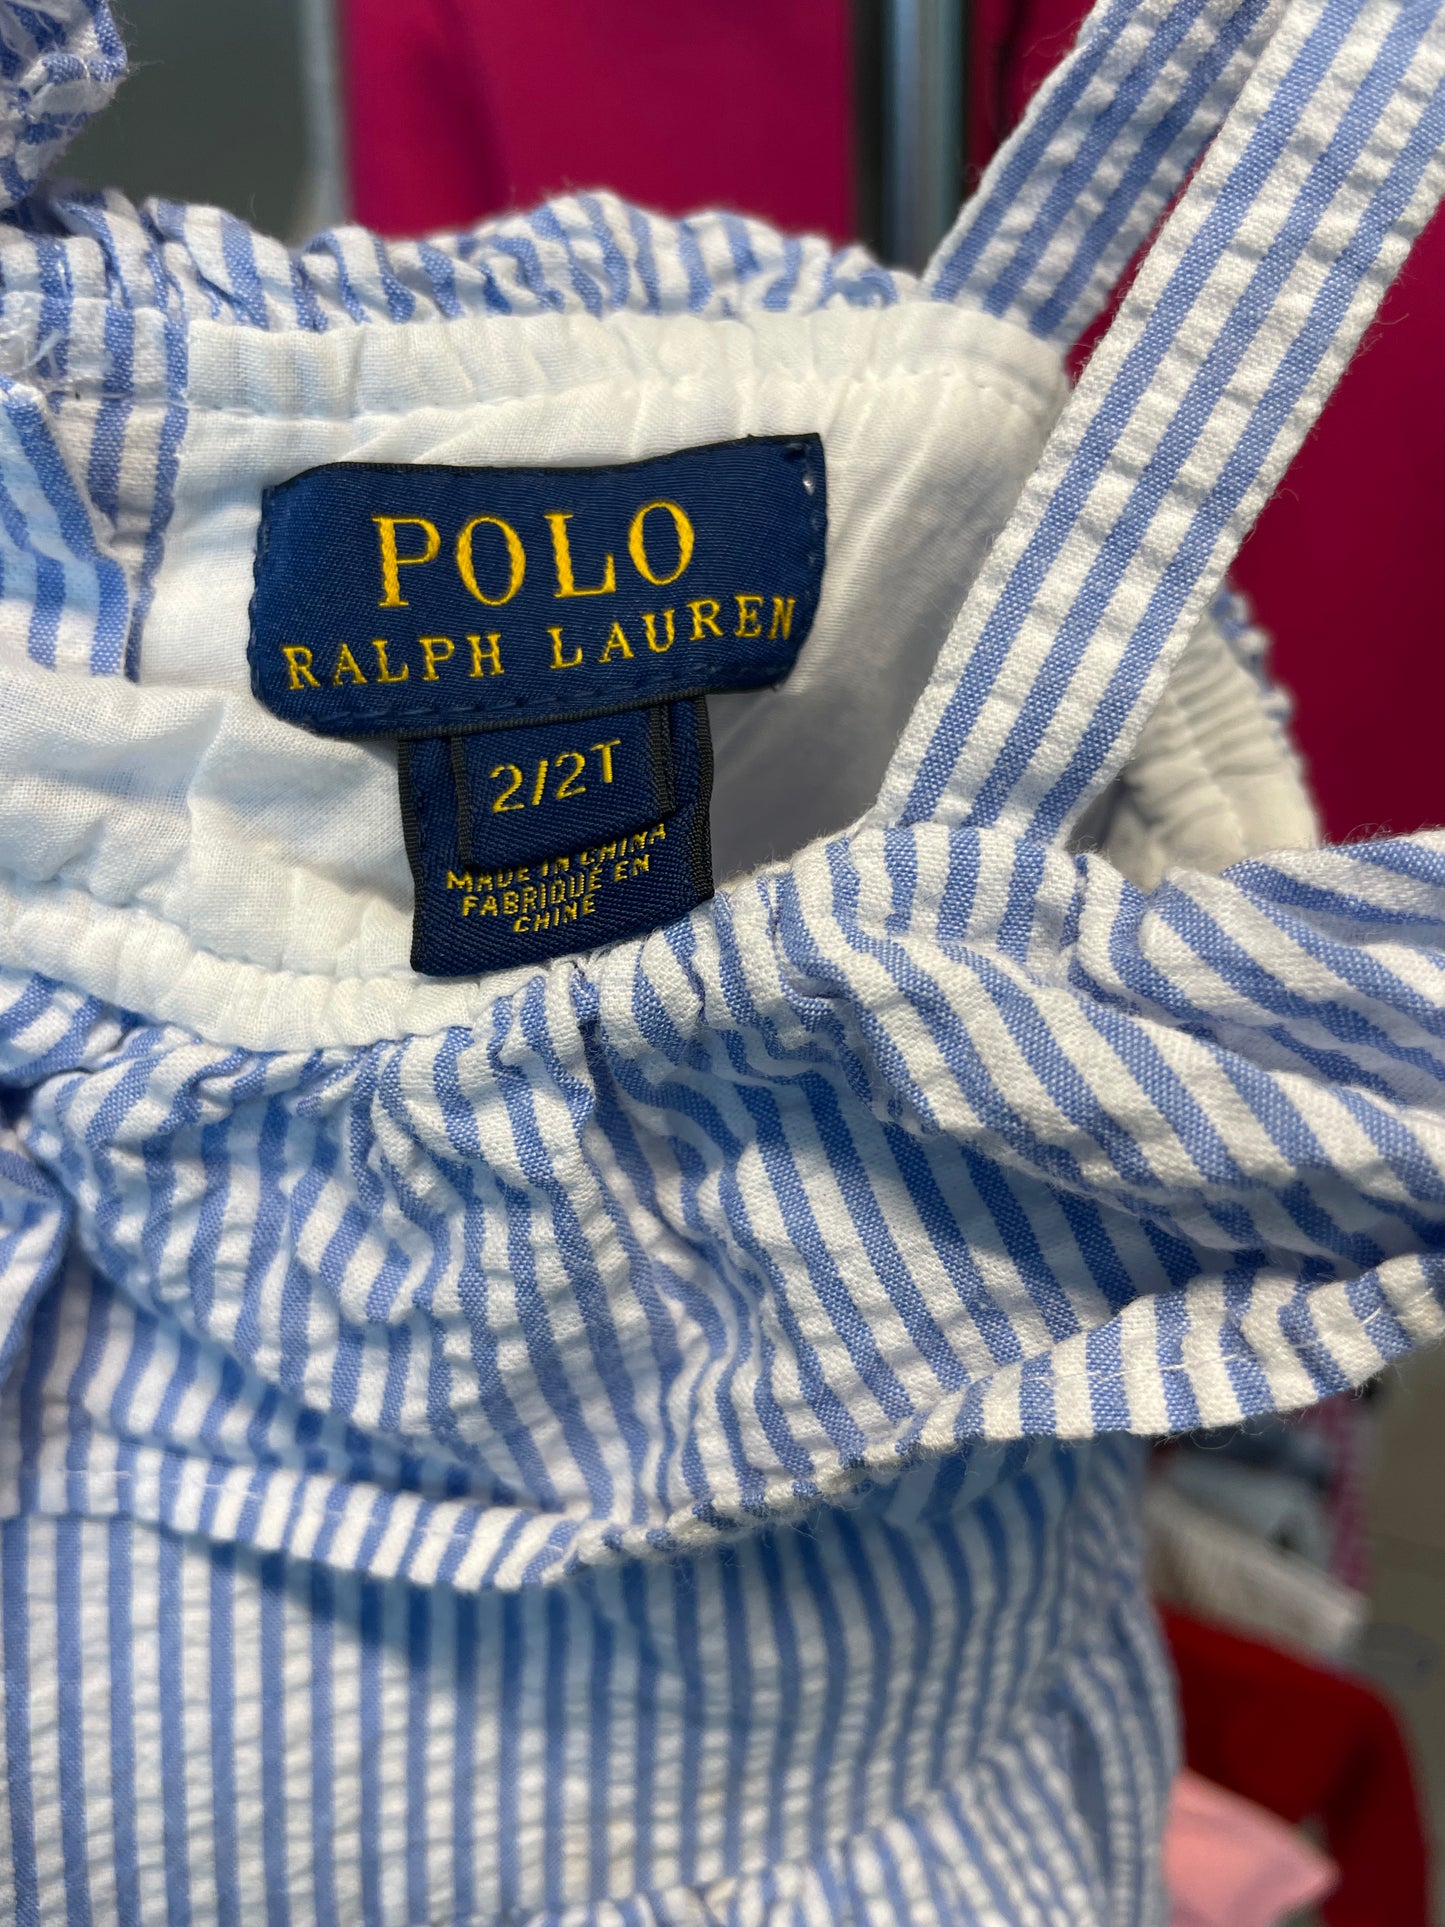 POLO
RALPH LAUREN
2/2T
MADE IN CHINA
FABRIQUÉ EN
CHINE